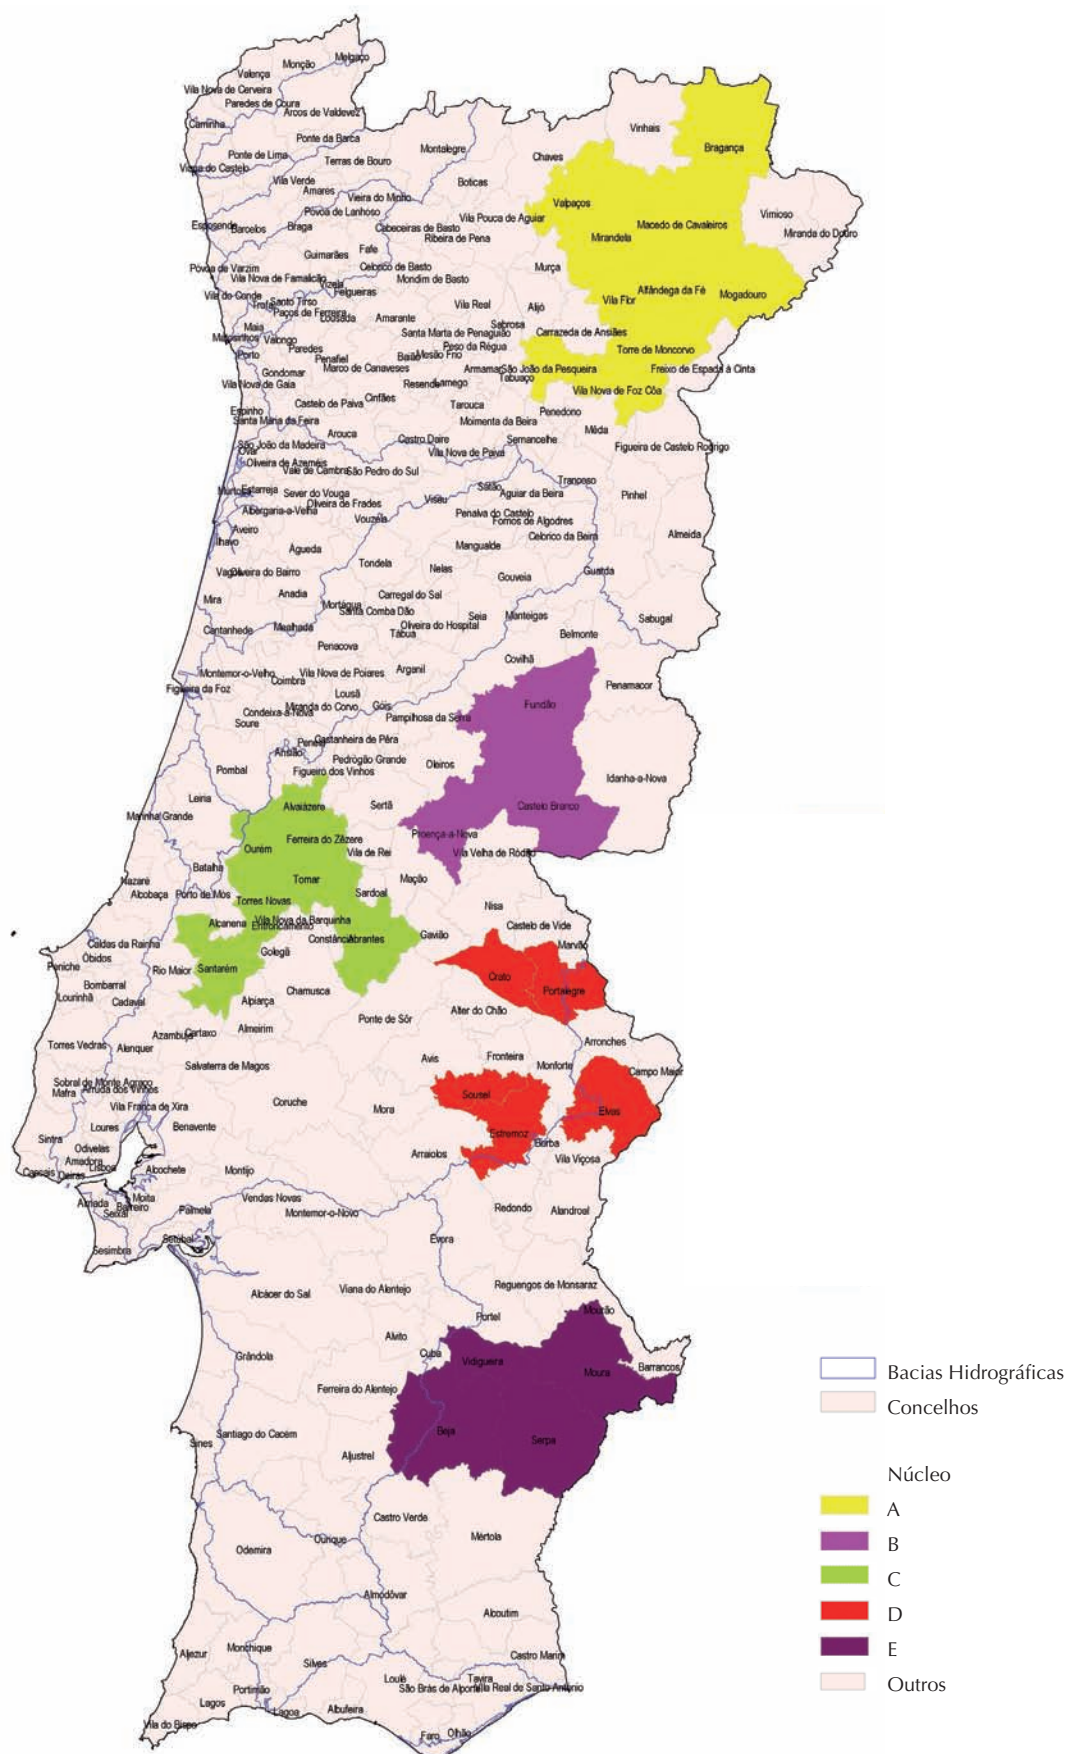 Melgaço
Monção
Valença
Vila Nova de Cerveira
Paredes de Coura
Arcos de Valdevez
Caminha
Vinhais
Ponte da Barca
Bragança
Montalegre
Ponte de Lima
Chaves
Terras de Bouro
Viana do Castelo
Vila Verde
Boticas
Amares
Vieira do Minho
Valpaços
Póvoa de Lanhoso
Vimioso
Vila Pouca de Aguiar
Esposende
Barcelos
Braga
Cabeceiras de Basto
Macedo de Cavaleiros
Miranda do Douro
Ribeira de Pena
Mirandela
Fafe
Guimarães
Póvoa de Varzim
Celorico de Basto
Murça
Vila Nova de Famalicão
Mondim de Basto
Vizela
Felgueiras
Alfândega da Fé
Mogadouro
Vila do Conde
Santo Tirso
Trofa
Vila Flor
Vila Real
Alijó
Paços de Ferreira
Lousada
Amarante
Sabrosa
Maia
Santa Marta de Penaguião
Carrazeda de Ansiães
Matosinhos
Valongo
Peso da Régua
Paredes
Torre de Moncorvo
Porto
Penafiel
Baião
Mesão Frio
Marco de Canaveses
Armamar
São João da Pesqueira
Freixo de Espada à Cinta
Gondomar
Tabuaço
Vila Nova de Gaia
Resende
Lamego
Vila Nova de Foz Côa
Cinfães
Castelo de Paiva
Tarouca
Espinho
Penedono
Santa Maria da Feira
Moimenta da Beira
Mêda
Arouca
Castro Daire
Sernancelhe
São João da Madeira
Figueira de Castelo Rodrigo
Ovar
Vila Nova de Paiva
Oliveira de Azeméis
Vale de Cambra
São Pedro do Sul
Trancoso
Murtosa
Estarreja
Sever do Vouga
Sátão
Aguiar da Beira
Pinhel
Viseu
Oliveira de Frades
Albergaria-a-Velha
Penalva do Castelo
Vouzela
Fornos de Algodres
Aveiro
Celorico da Beira
Almeida
Ílhavo
Águeda
Mangualde
Tondela
Nelas
Guarda
Vagos
Oliveira do Bairro
Gouveia
Anadia
Carregal do Sal
Mira
Mortágua
Santa Comba Dão
Seia
Manteigas
Sabugal
Cantanhede
Mealhada
Oliveira do Hospital
Tábua
Belmonte
Penacova
Covilhã
Montemor-o-Velho
Vila Nova de Poiares
Arganil
Coimbra
Penamacor
Figueira da Foz
Lousã
Miranda do Corvo
Góis
Fundão
Condeixa-a-Nova
Pampilhosa da Serra
Soure
Castanheira de Pêra
Penela
Ansião
Pedrógão Grande
Oleiros
Pombal
Figueiró dos Vinhos
Idanha-a-Nova
Leiria
Alvaiázere
Sertã
Castelo Branco
Marinha Grande
Proença-a-Nova
Ferreira do Zêzere
Ourém
Vila de Rei
Vila Velha de Ródão
Batalha
Nazaré
Tomar
Mação
Alcobaça
Porto de Mós
Sardoal
Torres Novas
Nisa
Alcanena
Vila Nova da Barquinha
Entroncamento
Castelo de Vide
Constância
Abrantes
Gavião
Caldas da Rainha
Marvão
Golegã
Óbidos
Peniche
Rio Maior
Santarém
Crato
Bombarral
Portalegre
Lourinhã
Cadaval
Alpiarça
Chamusca
Alter do Chão
Ponte de Sôr
Almeirim
Azambuja
Cartaxo
Torres Vedras
Alenquer
Arronches
Avis
Fronteira
Salvaterra de Magos
Monforte
Campo Maior
Sobral de Monte Agraço
Arruda dos Vinhos
Mafra
Sousel
Coruche
Vila Franca de Xira
Mora
Elvas
Loures
Benavente
Estremoz
Sintra
Borba
Odivelas
Arraiolos
Vila Viçosa
Amadora
Lisboa
Cascais
Oeiras
Alcochete
Montijo
Moita
Vendas Novas
Almada
Barreiro
Seixal
Palmela
Montemor-o-Novo
Redondo
Alandroal
Setúbal
Évora
Sesimbra
Reguengos de Monsaraz
Viana do Alentejo
Alcácer do Sal
Mourão
Portel
Alvito
Cuba
Grândola
Vidigueira
Barrancos
Moura
Ferreira do Alentejo
Santiago do Cacém
Beja
Serpa
Sines
Aljustrel
Castro Verde
Mértola
Ourique
Odemira
Almodôvar
Alcoutim
Monchique
Aljezur
Castro Marim
Silves
Loulé
Tavira
Portimão
São Brás de Alportel
Vila Real de Santo António
Lagos
Lagoa
Albufeira
Vila do Bispo
Faro
Olhão
Bacias Hidrográficas
Concelhos
Núcleo
A
B
C
D
E
Outros